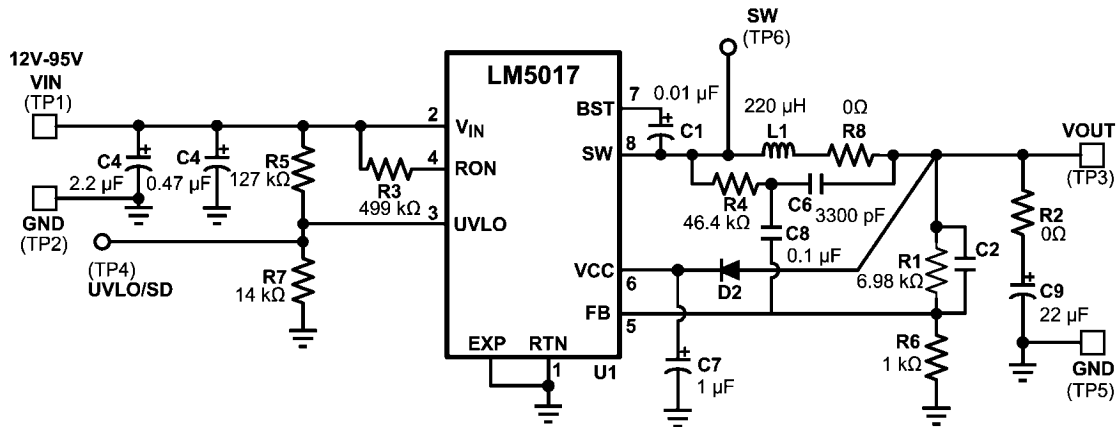 SW
(TP6)
12V-95V
VIN
(TP1)
LM5017
7
0.01 µF
220 µH
0Ω
BST
2
VIN
C1
8
L1
R8
VOUT
SW
(TP3)
C4
2.2 µF
C4
0.47 µF
R5
127 kΩ
4
RON
R3
499 kΩ
R4
46.4 kΩ
C6
3300 pF
GND
(TP2)
3
UVLO
C8
0.1 µF
R2
0Ω
(TP4)
UVLO/SD
R7
14 kΩ
VCC
6
D2
R1
6.98 kΩ
C2
FB
5
C9
22 µF
EXP
RTN
1
U1
C7
1 µF
R6
1 kΩ
GND
(TP5)
+
+
+
+
+